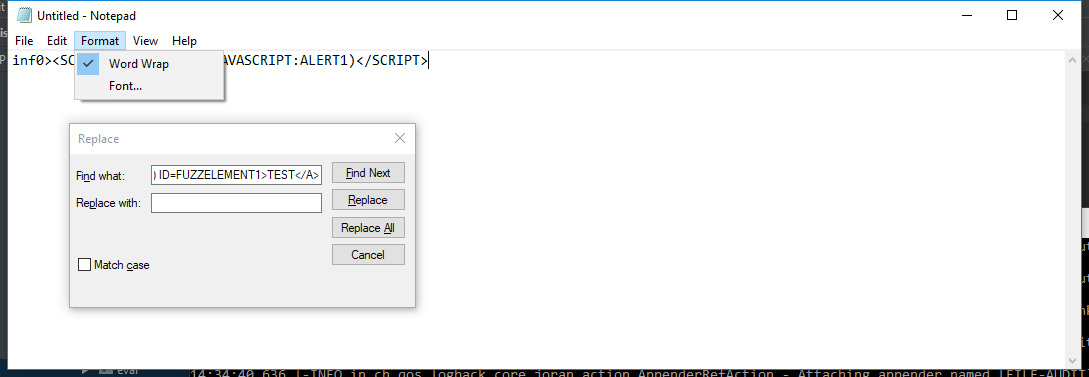 Untitled - Notepad
File Edit Format View Help
inf0><SC AVASCRIPT:ALERT1)</SCRIPT>
Word Wrap
Font...
Replace
Find what: )ID=FUZZELEMENT1>TEST</A> Find Next
Replace with: Replace
Replace All
Cancel
Match case
eval
14:34:40,636 |-INFO in ch.qos.logback.core.joran.action.AppenderRefAction - Attaching appender named [FILE-AUDIT